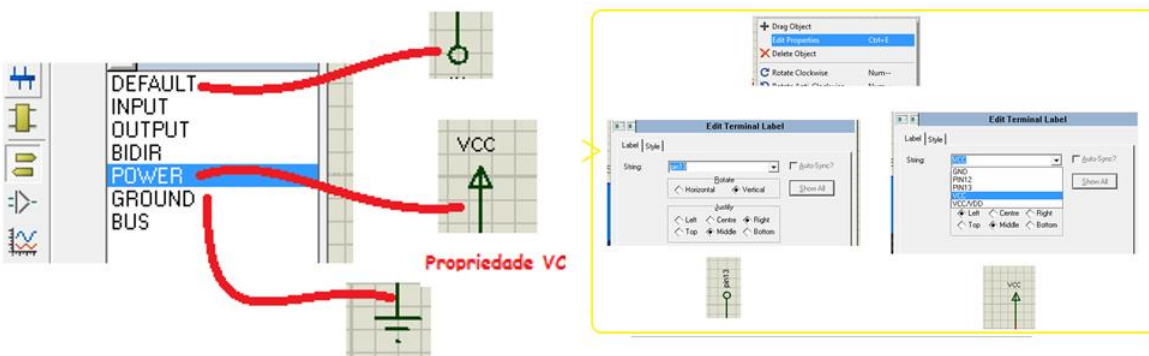 DEFAULT
INPUT
OUTPUT
BIDIR
POWER
GROUND
BUS
VCC
Propriedade VC
Drag Object
Edit Properties Ctrl+E
Delete Object
Rotate Clockwise Num--
Edit Terminal Label
Label Style
String: pin13
Auto-Sync?
Rotate
Horizontal Vertical
Show All
Justify
Left Centre Right
Top Middle Bottom
pin13
Edit Terminal Label
Label Style
String: VCC
Auto-Sync?
GND
PIN12
PIN13
VCC
VCC/VDD
Show All
Left Centre Right
Top Middle Bottom
VCC